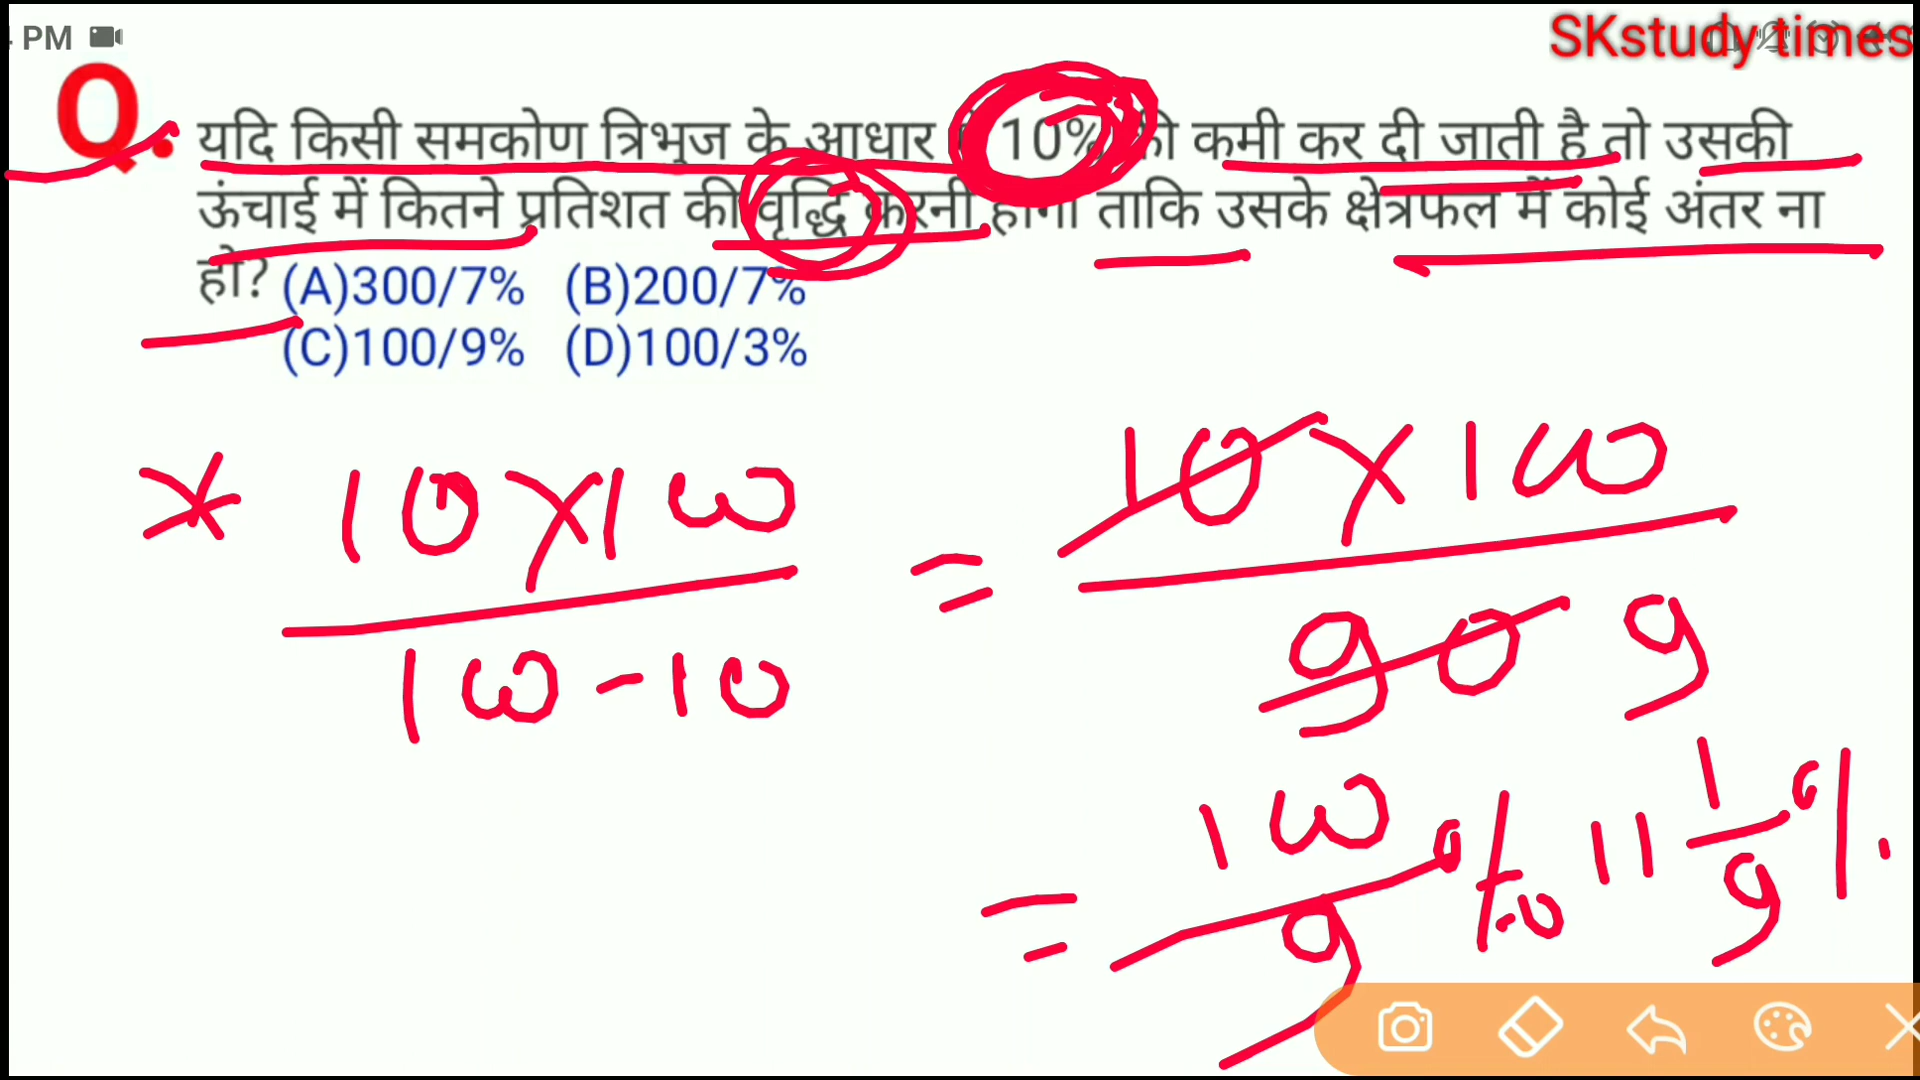 PM
SKstudy times
Q. यदि किसी समकोण त्रिभुज के आधार 10% की कमी कर दी जाती है तो उसकी
ऊंचाई में कितने प्रतिशत की वृद्धि करनी होगी ताकि उसके क्षेत्रफल में कोई अंतर ना
हो? (A)300/7% (B)200/7%
(C)100/9% (D)100/3%
* 10×100 = 10×100
100-10 90 9
= 100/9 % 11 1/9 %